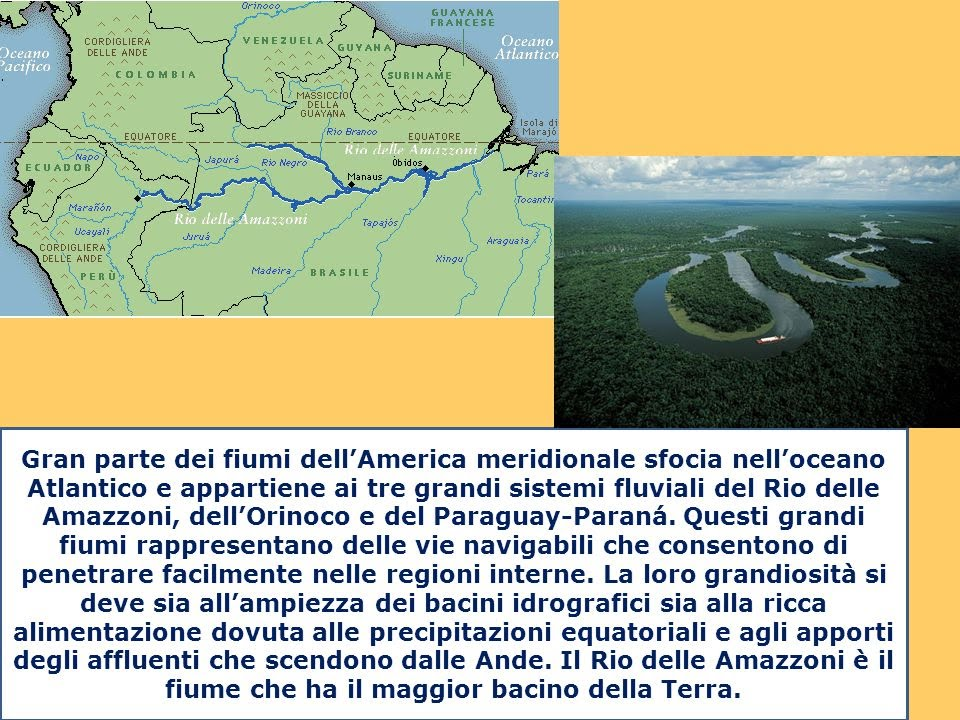 Orinoco
GUAYANA
FRANCESE
Oceano
Pacifico
CORDIGLIERA
DELLE ANDE
VENEZUELA
GUYANA
Oceano
Atlantico
COLOMBIA
SURINAME
MASSICCIO
DELLA
GUAYANA
Isola di
Marajó
EQUATORE
Rio Branco
EQUATORE
Rio delle Amazzoni
Napo
Japurá
Rio Negro
Obidos
ECUADOR
Manaus
Pará
Marañón
Rio delle Amazzoni
Tocantins
Ucayali
Juruá
Tapajós
CORDIGLIERA
DELLE ANDE
Araguaia
PERÙ
Madeira
BRASILE
Xingu
Gran parte dei fiumi dell’America meridionale sfocia nell’oceano
Atlantico e appartiene ai tre grandi sistemi fluviali del Rio delle
Amazzoni, dell’Orinoco e del Paraguay-Paraná. Questi grandi
fiumi rappresentano delle vie navigabili che consentono di
penetrare facilmente nelle regioni interne. La loro grandiosità si
deve sia all’ampiezza dei bacini idrografici sia alla ricca
alimentazione dovuta alle precipitazioni equatoriali e agli apporti
degli affluenti che scendono dalle Ande. Il Rio delle Amazzoni è il
fiume che ha il maggior bacino della Terra.